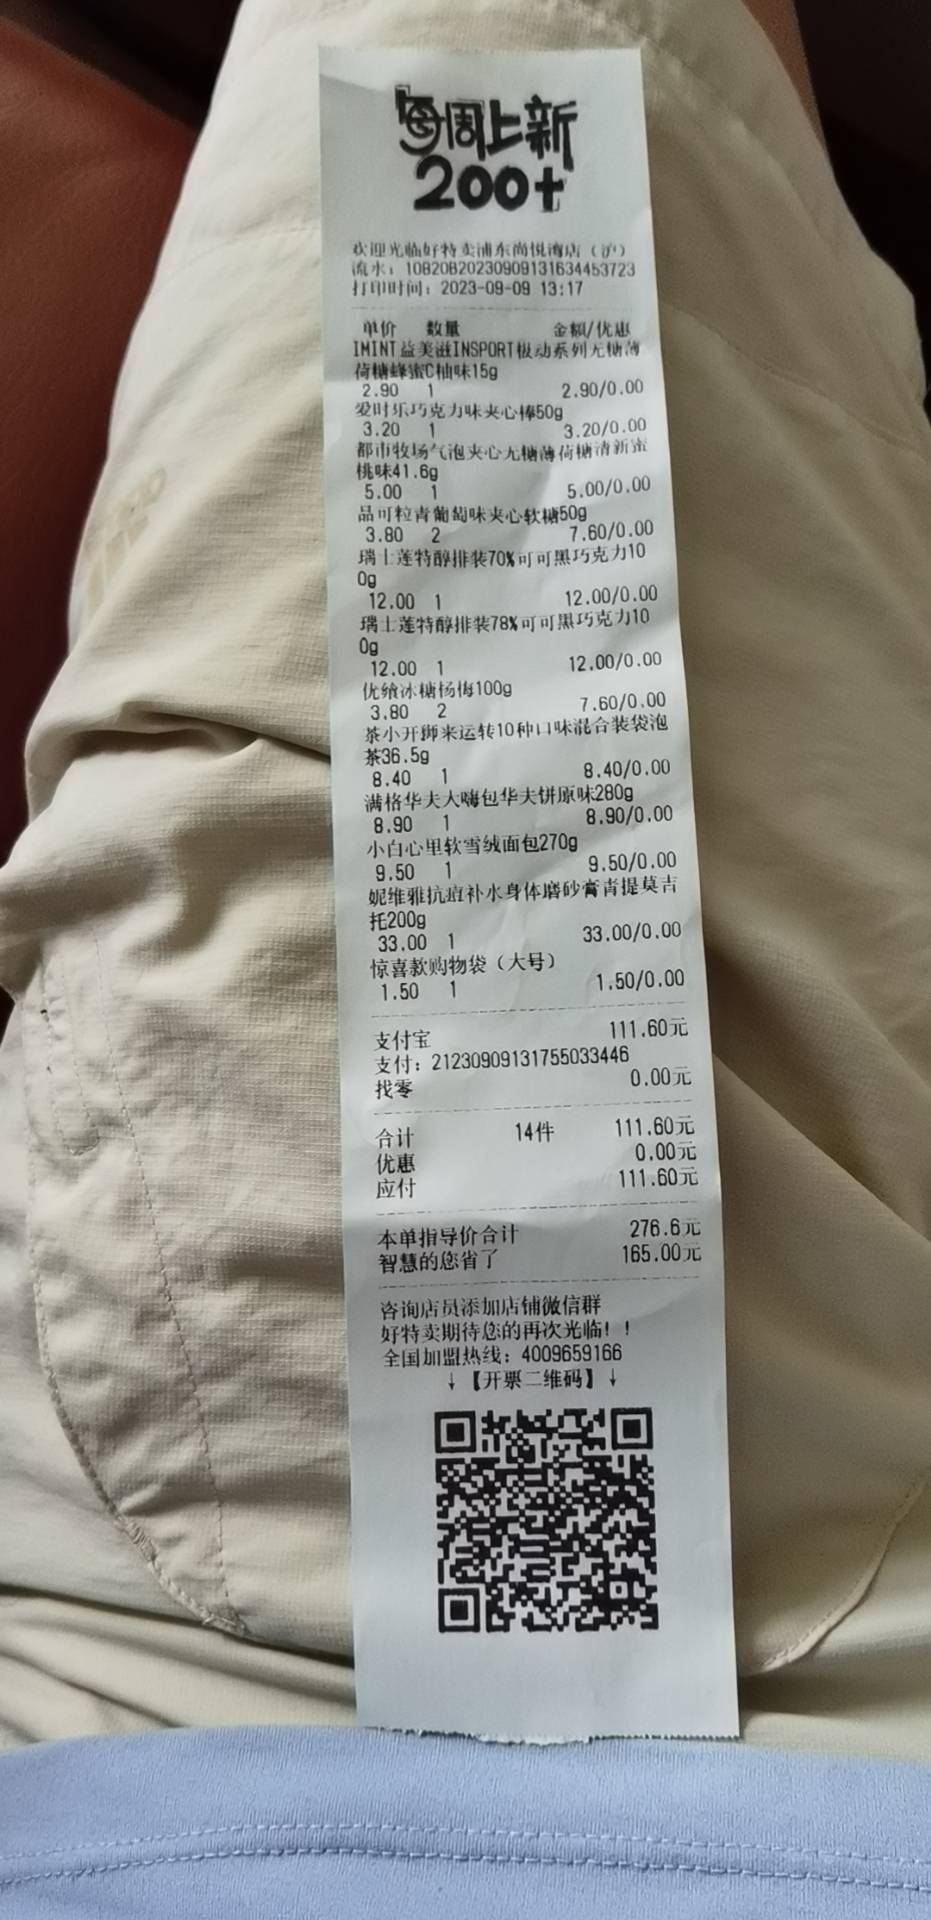 『每周上新
200+』
欢迎光临好特卖浦东尚悦湾店（沪）
流水：10B20B20230909131634453723
打印时间：2023-09-09 13:17
单价 数量 金额/优惠
IMINT益美滋INSPORT极动系列无糖薄
荷糖蜂蜜C柚味15g
2.90 1 2.90/0.00
爱时乐巧克力味夹心棒50g
3.20 1 3.20/0.00
都市牧场气泡夹心无糖薄荷糖清新蜜
桃味41.6g
5.00 1 5.00/0.00
品可粒青葡萄味夹心软糖50g
3.80 2 7.60/0.00
瑞士莲特醇排装70%可可黑巧克力10
0g
12.00 1 12.00/0.00
瑞士莲特醇排装78%可可黑巧克力10
0g
12.00 1 12.00/0.00
优飨冰糖杨梅100g
3.80 2 7.60/0.00
茶小开狮来运转10种口味混合装袋泡
茶36.5g
8.40 1 8.40/0.00
满格华夫大嗨包华夫饼原味280g
8.90 1 8.90/0.00
小白心里软雪绒面包270g
9.50 1 9.50/0.00
妮维雅抗痘补水身体磨砂膏青提莫吉
托200g
33.00 1 33.00/0.00
惊喜款购物袋（大号）
1.50 1 1.50/0.00
支付宝 111.60元
支付：21230909131755033446
找零 0.00元
合计 14件 111.60元
优惠 0.00元
应付 111.60元
本单指导价合计 276.6元
智慧的您省了 165.00元
咨询店员添加店铺微信群
好特卖期待您的再次光临！！
全国加盟热线：4009659166
↓【开票二维码】↓